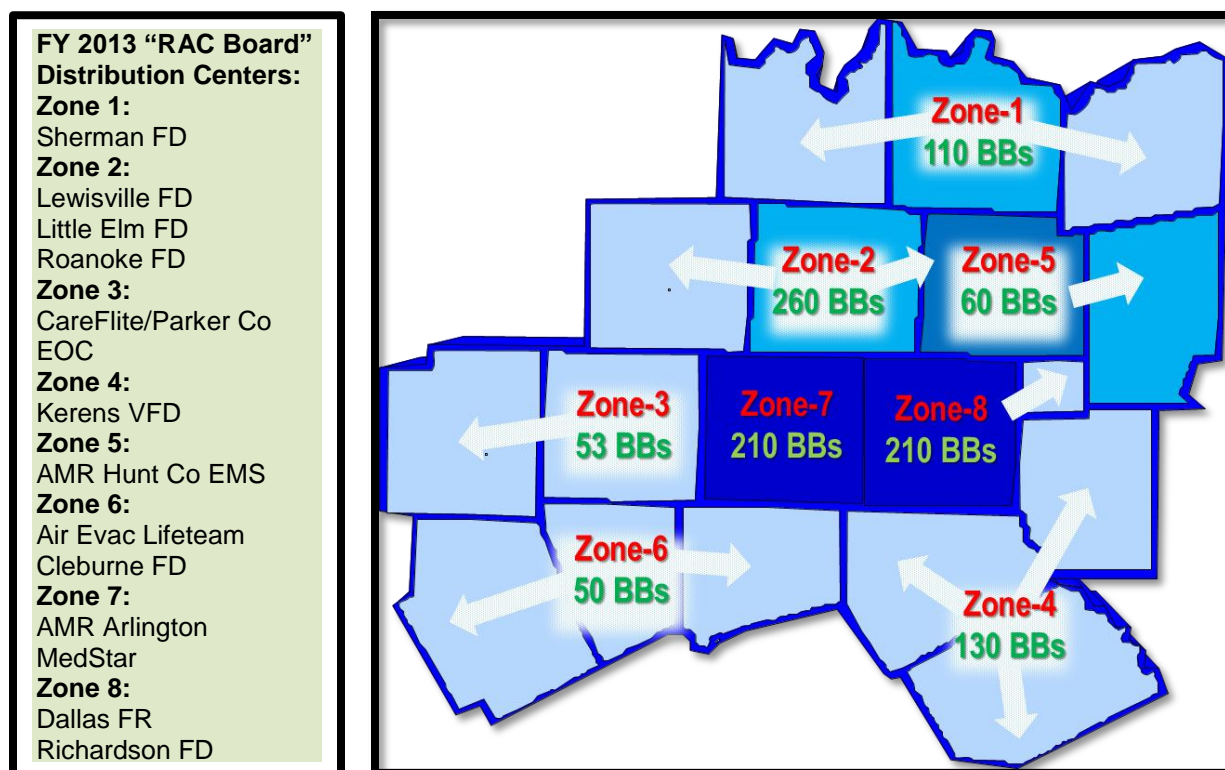 FY 2013 “RAC Board”
Distribution Centers:
Zone 1:
Sherman FD
Zone 2:
Lewisville FD
Little Elm FD
Roanoke FD
Zone 3:
CareFlite/Parker Co
EOC
Zone 4:
Kerens VFD
Zone 5:
AMR Hunt Co EMS
Zone 6:
Air Evac Lifeteam
Cleburne FD
Zone 7:
AMR Arlington
MedStar
Zone 8:
Dallas FR
Richardson FD
Zone-1
110 BBs
Zone-2
260 BBs
Zone-5
60 BBs
Zone-3
53 BBs
Zone-7
210 BBs
Zone-8
210 BBs
Zone-6
50 BBs
Zone-4
130 BBs